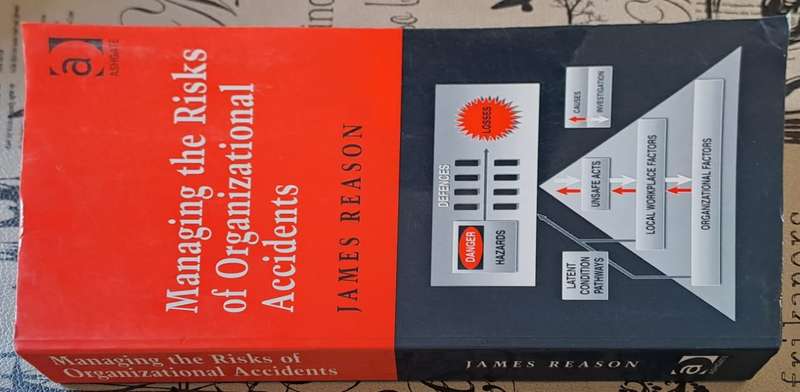 a
ASHGATE
Managing the Risks
of Organizational
Accidents
JAMES REASON
DEFENCES
DANGER
HAZARDS
LOSSES
CAUSES
INVESTIGATION
UNSAFE ACTS
LOCAL WORKPLACE FACTORS
ORGANIZATIONAL FACTORS
LATENT
CONDITION
PATHWAYS
Managing the Risks of
Organizational Accidents
JAMES REASON
a